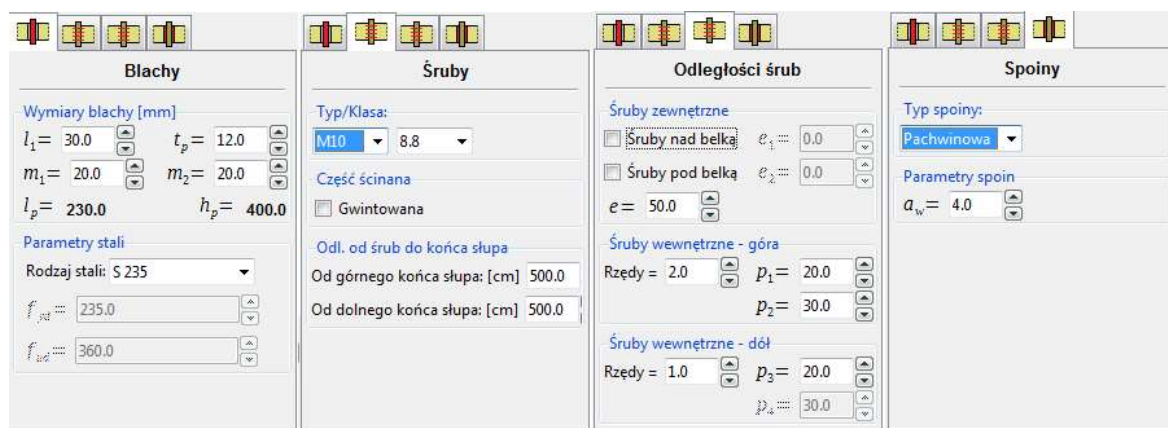 Blachy
Wymiary blachy [mm]
l₁= 30.0 tₚ= 12.0
m₁= 20.0 m₂= 20.0
lₚ= 230.0 hₚ= 400.0
Parametry stali
Rodzaj stali: S 235
f_yd= 235.0
f_ud= 360.0
Śruby
Typ/Klasa:
M10 8.8
Część ścinana
Gwintowana
Odl. od śrub do końca słupa
Od górnego końca słupa: [cm] 500.0
Od dolnego końca słupa: [cm] 500.0
Odległości śrub
Śruby zewnętrzne
Śruby nad belką e₁= 0.0
Śruby pod belką e₂= 0.0
e= 50.0
Śruby wewnętrzne - góra
Rzędy = 2.0 p₁= 20.0
p₂= 30.0
Śruby wewnętrzne - dół
Rzędy = 1.0 p₃= 20.0
p₄= 30.0
Spoiny
Typ spoiny:
Pachwinowa
Parametry spoin
a_w= 4.0